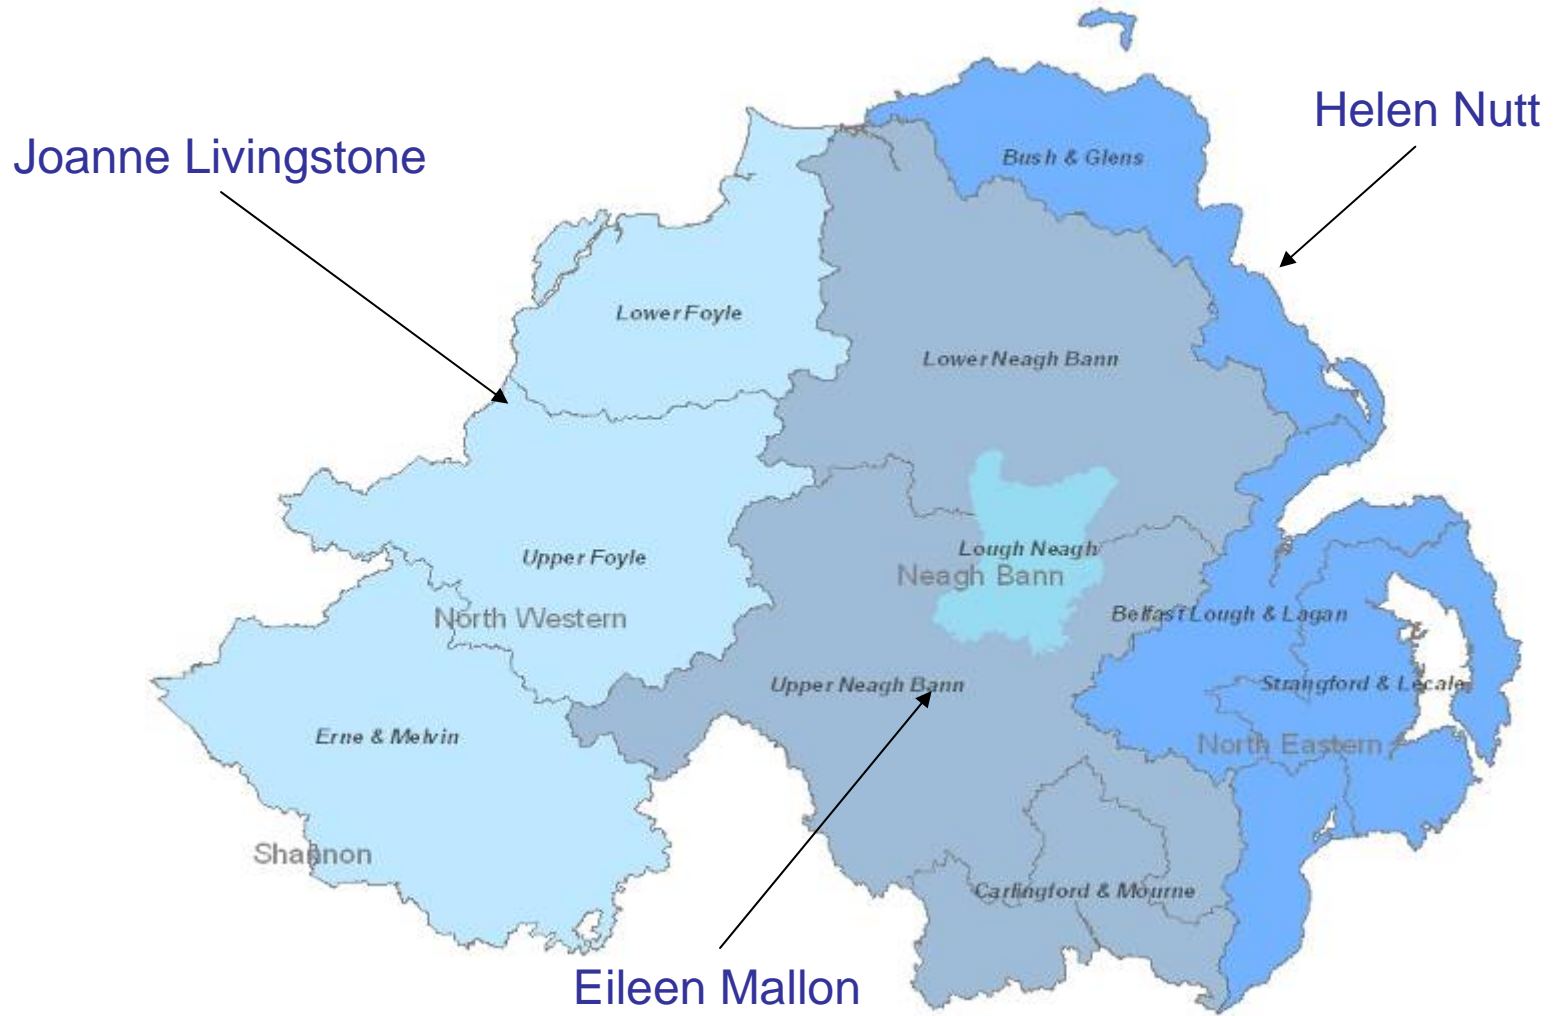 Helen Nutt
Joanne Livingstone
Bush & Glens
Lower Foyle
Lower Neagh Bann
Lough Neagh
Upper Foyle
Neagh Bann
North Western
Belfast Lough & Lagan
Upper Neagh Bann
Strangford & Lecale
Erne & Melvin
North Eastern
Shannon
Carlingford & Mourne
Eileen Mallon